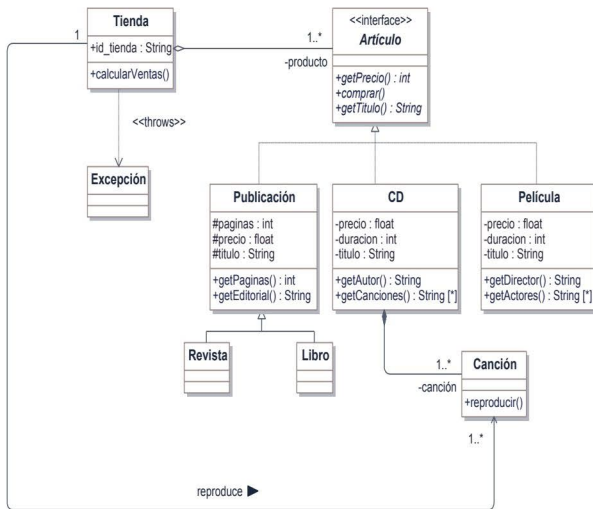 Tienda
+id_tienda : String
+calcularVentas()
1
1..*
-producto
<<interface>>
Artículo
+getPrecio() : int
+comprar()
+getTitulo() : String
<<throws>>
Excepción
Publicación
#paginas : int
#precio : float
#titulo : String
+getPaginas() : int
+getEditorial() : String
CD
-precio : float
-duracion : int
-titulo : String
+getAutor() : String
+getCanciones() : String [*]
Película
-precio : float
-duracion : int
-titulo : String
+getDirector() : String
+getActores() : String [*]
Revista
Libro
1..*
-canción
Canción
+reproducir()
1..*
reproduce ▶